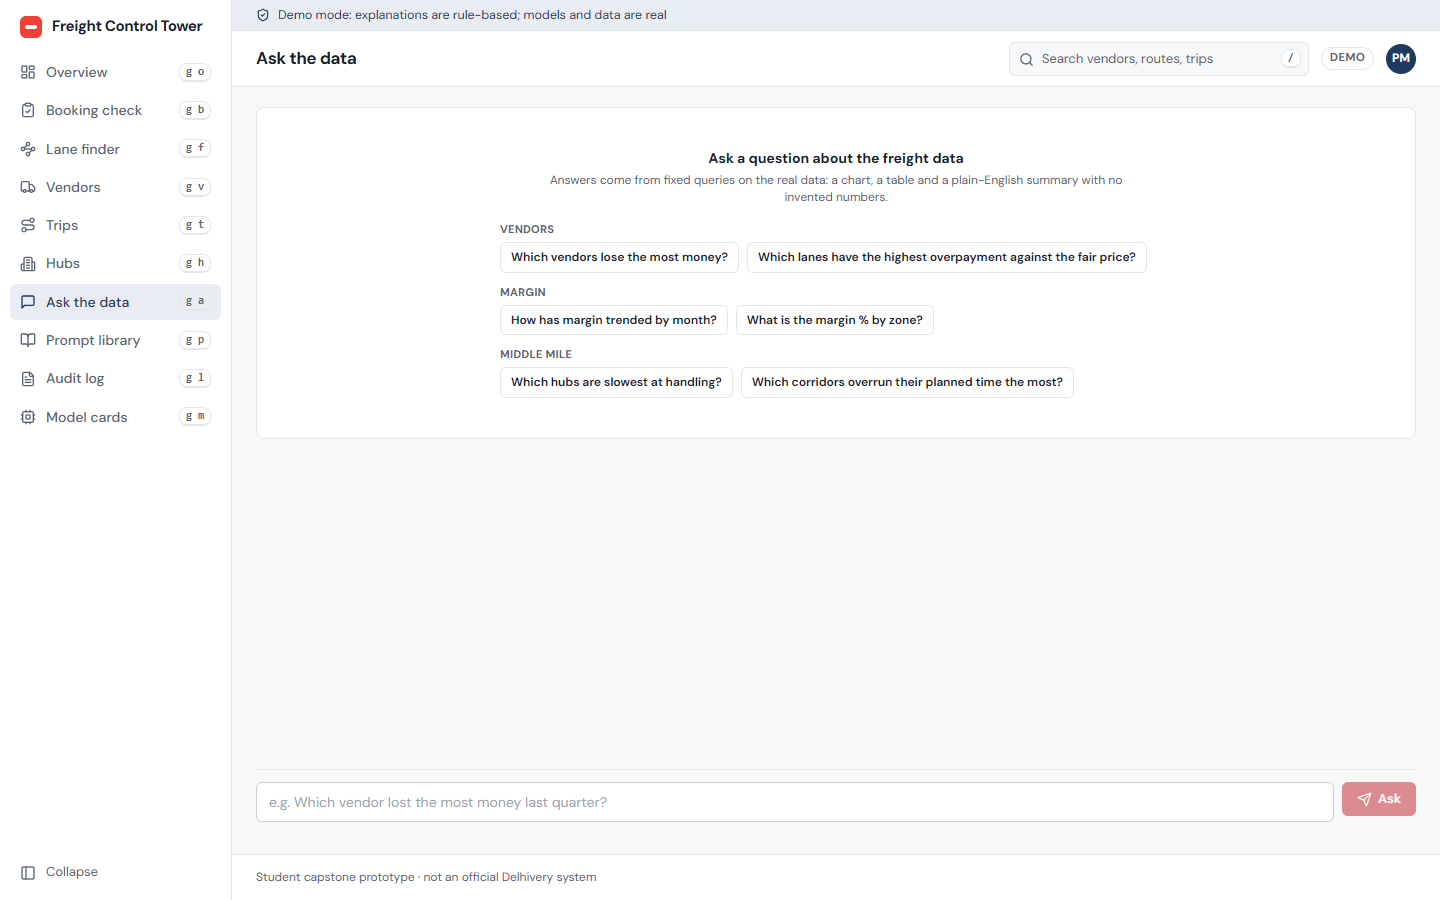 Freight Control Tower
Overview g o
Booking check g b
Lane finder g f
Vendors g v
Trips g t
Hubs g h
Ask the data g a
Prompt library g p
Audit log g l
Model cards g m
Collapse
Demo mode: explanations are rule-based; models and data are real
Ask the data
Search vendors, routes, trips /
DEMO
PM
Ask a question about the freight data
Answers come from fixed queries on the real data: a chart, a table and a plain-English summary with no
invented numbers.
VENDORS
Which vendors lose the most money? Which lanes have the highest overpayment against the fair price?
MARGIN
How has margin trended by month? What is the margin % by zone?
MIDDLE MILE
Which hubs are slowest at handling? Which corridors overrun their planned time the most?
e.g. Which vendor lost the most money last quarter?
Ask
Student capstone prototype · not an official Delhivery system